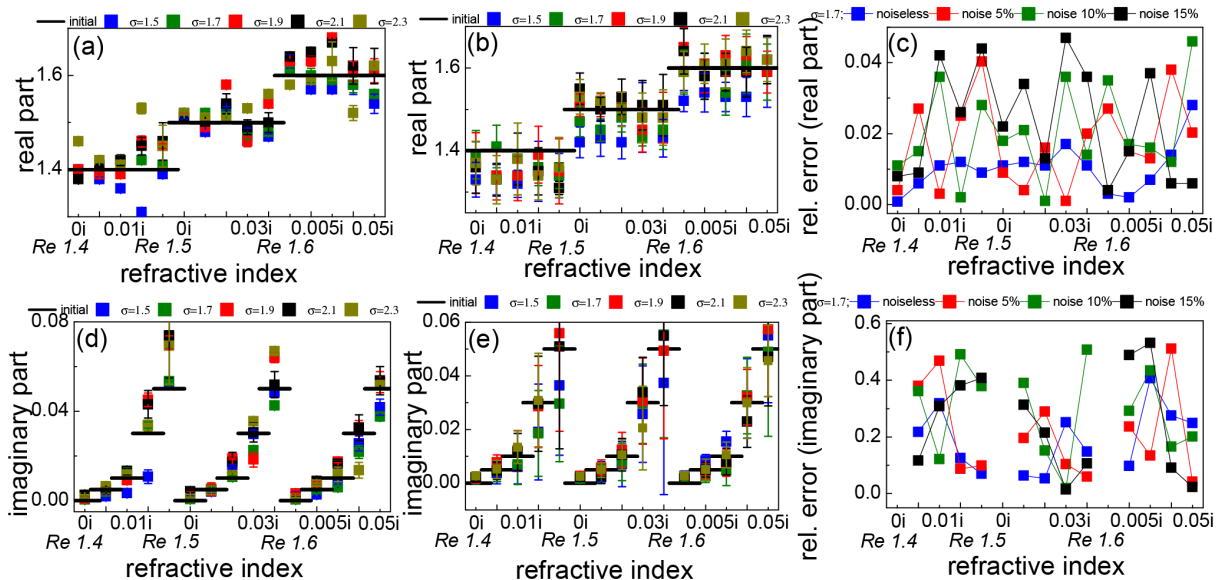 initial σ=1.5 σ=1.7 σ=1.9 σ=2.1 σ=2.3
(a)
real part
1.6
1.4
0i 0.01i 0i 0.03i 0.005i 0.05i
Re 1.4 Re 1.5 Re 1.6
refractive index
initial σ=1.5 σ=1.7 σ=1.9 σ=2.1 σ=2.3
(b)
real part
1.6
1.5
1.4
0i 0.01i 0i 0.03i 0.005i 0.05i
Re 1.4 Re 1.5 Re 1.6
refractive index
σ=1.7; noiseless noise 5% noise 10% noise 15%
(c)
rel. error (real part)
0.04
0.02
0.00
0i 0.01i 0i 0.03i 0.005i 0.05i
Re 1.4 Re 1.5 Re 1.6
refractive index
initial σ=1.5 σ=1.7 σ=1.9 σ=2.1 σ=2.3
(d)
imaginary part
0.08
0.04
0.00
0i 0.01i 0i 0.03i 0.005i 0.05i
Re 1.4 Re 1.5 Re 1.6
refractive index
initial σ=1.5 σ=1.7 σ=1.9 σ=2.1 σ=2.3
(e)
imaginary part
0.06
0.04
0.02
0.00
0i 0.01i 0i 0.03i 0.005i 0.05i
Re 1.4 Re 1.5 Re 1.6
refractive index
σ=1.7; noiseless noise 5% noise 10% noise 15%
(f)
rel. error (imaginary part)
0.6
0.4
0.2
0.0
0i 0.01i 0i 0.03i 0.005i 0.05i
Re 1.4 Re 1.5 Re 1.6
refractive index